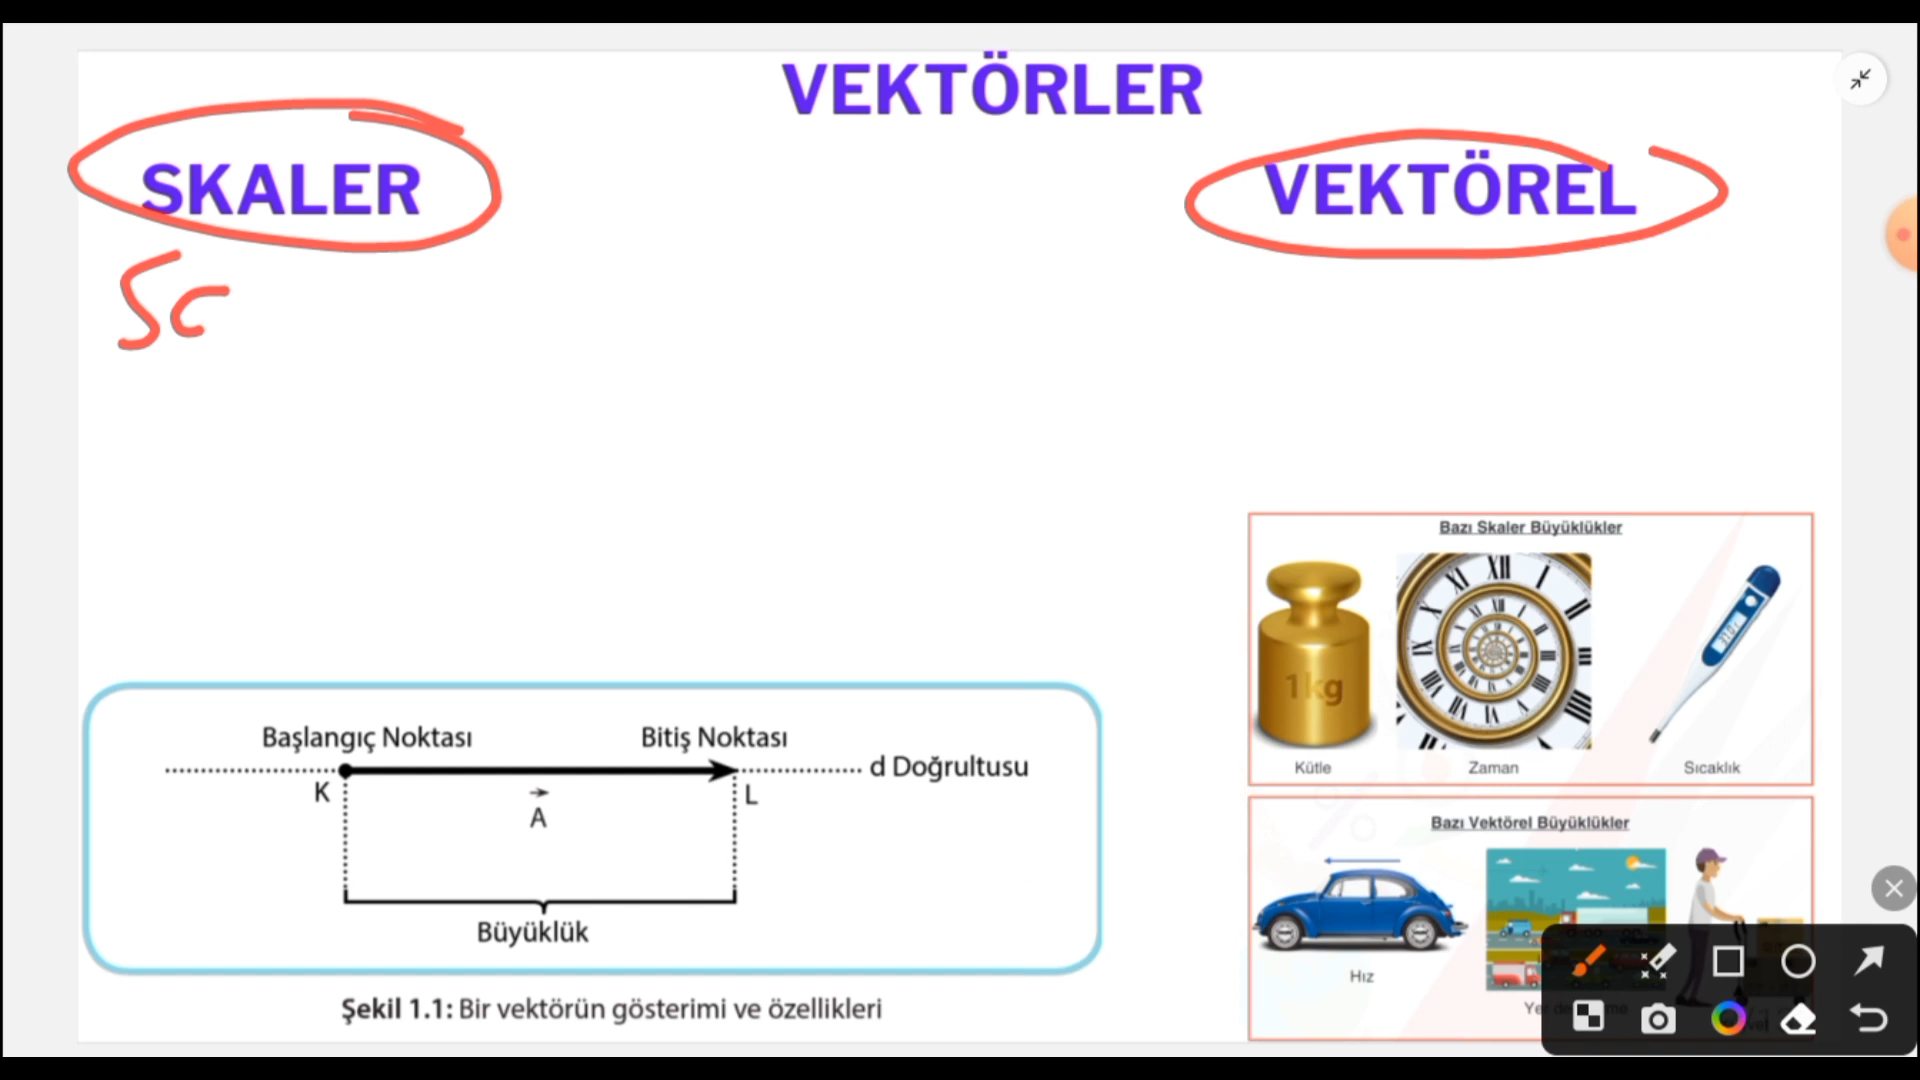 VEKTÖRLER
SKALER
VEKTÖREL
Sc
Bazı Skaler Büyüklükler
1kg
Kütle
Zaman
Sıcaklık
Başlangıç Noktası
Bitiş Noktası
d Doğrultusu
K
A
L
Büyüklük
Şekil 1.1: Bir vektörün gösterimi ve özellikleri
Bazı Vektörel Büyüklükler
Hız